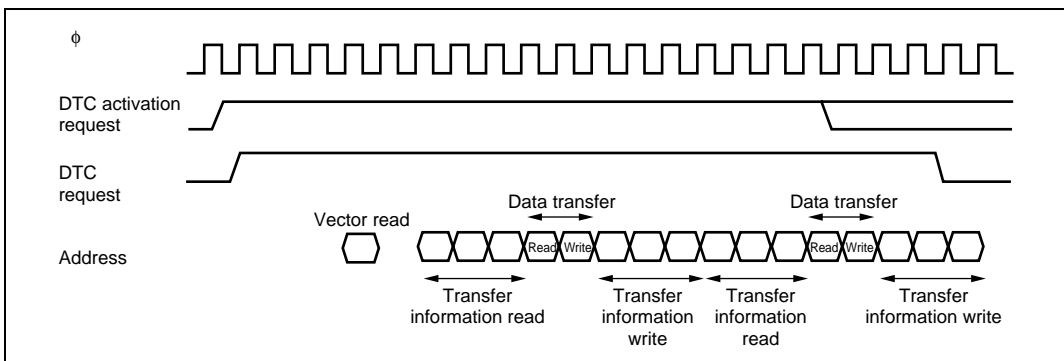 ϕ
DTC activation
request
DTC
request
Data transfer
Data transfer
Vector read
Read Write
Read Write
Address
Transfer
information read
Transfer
information
write
Transfer
information
read
Transfer
information write